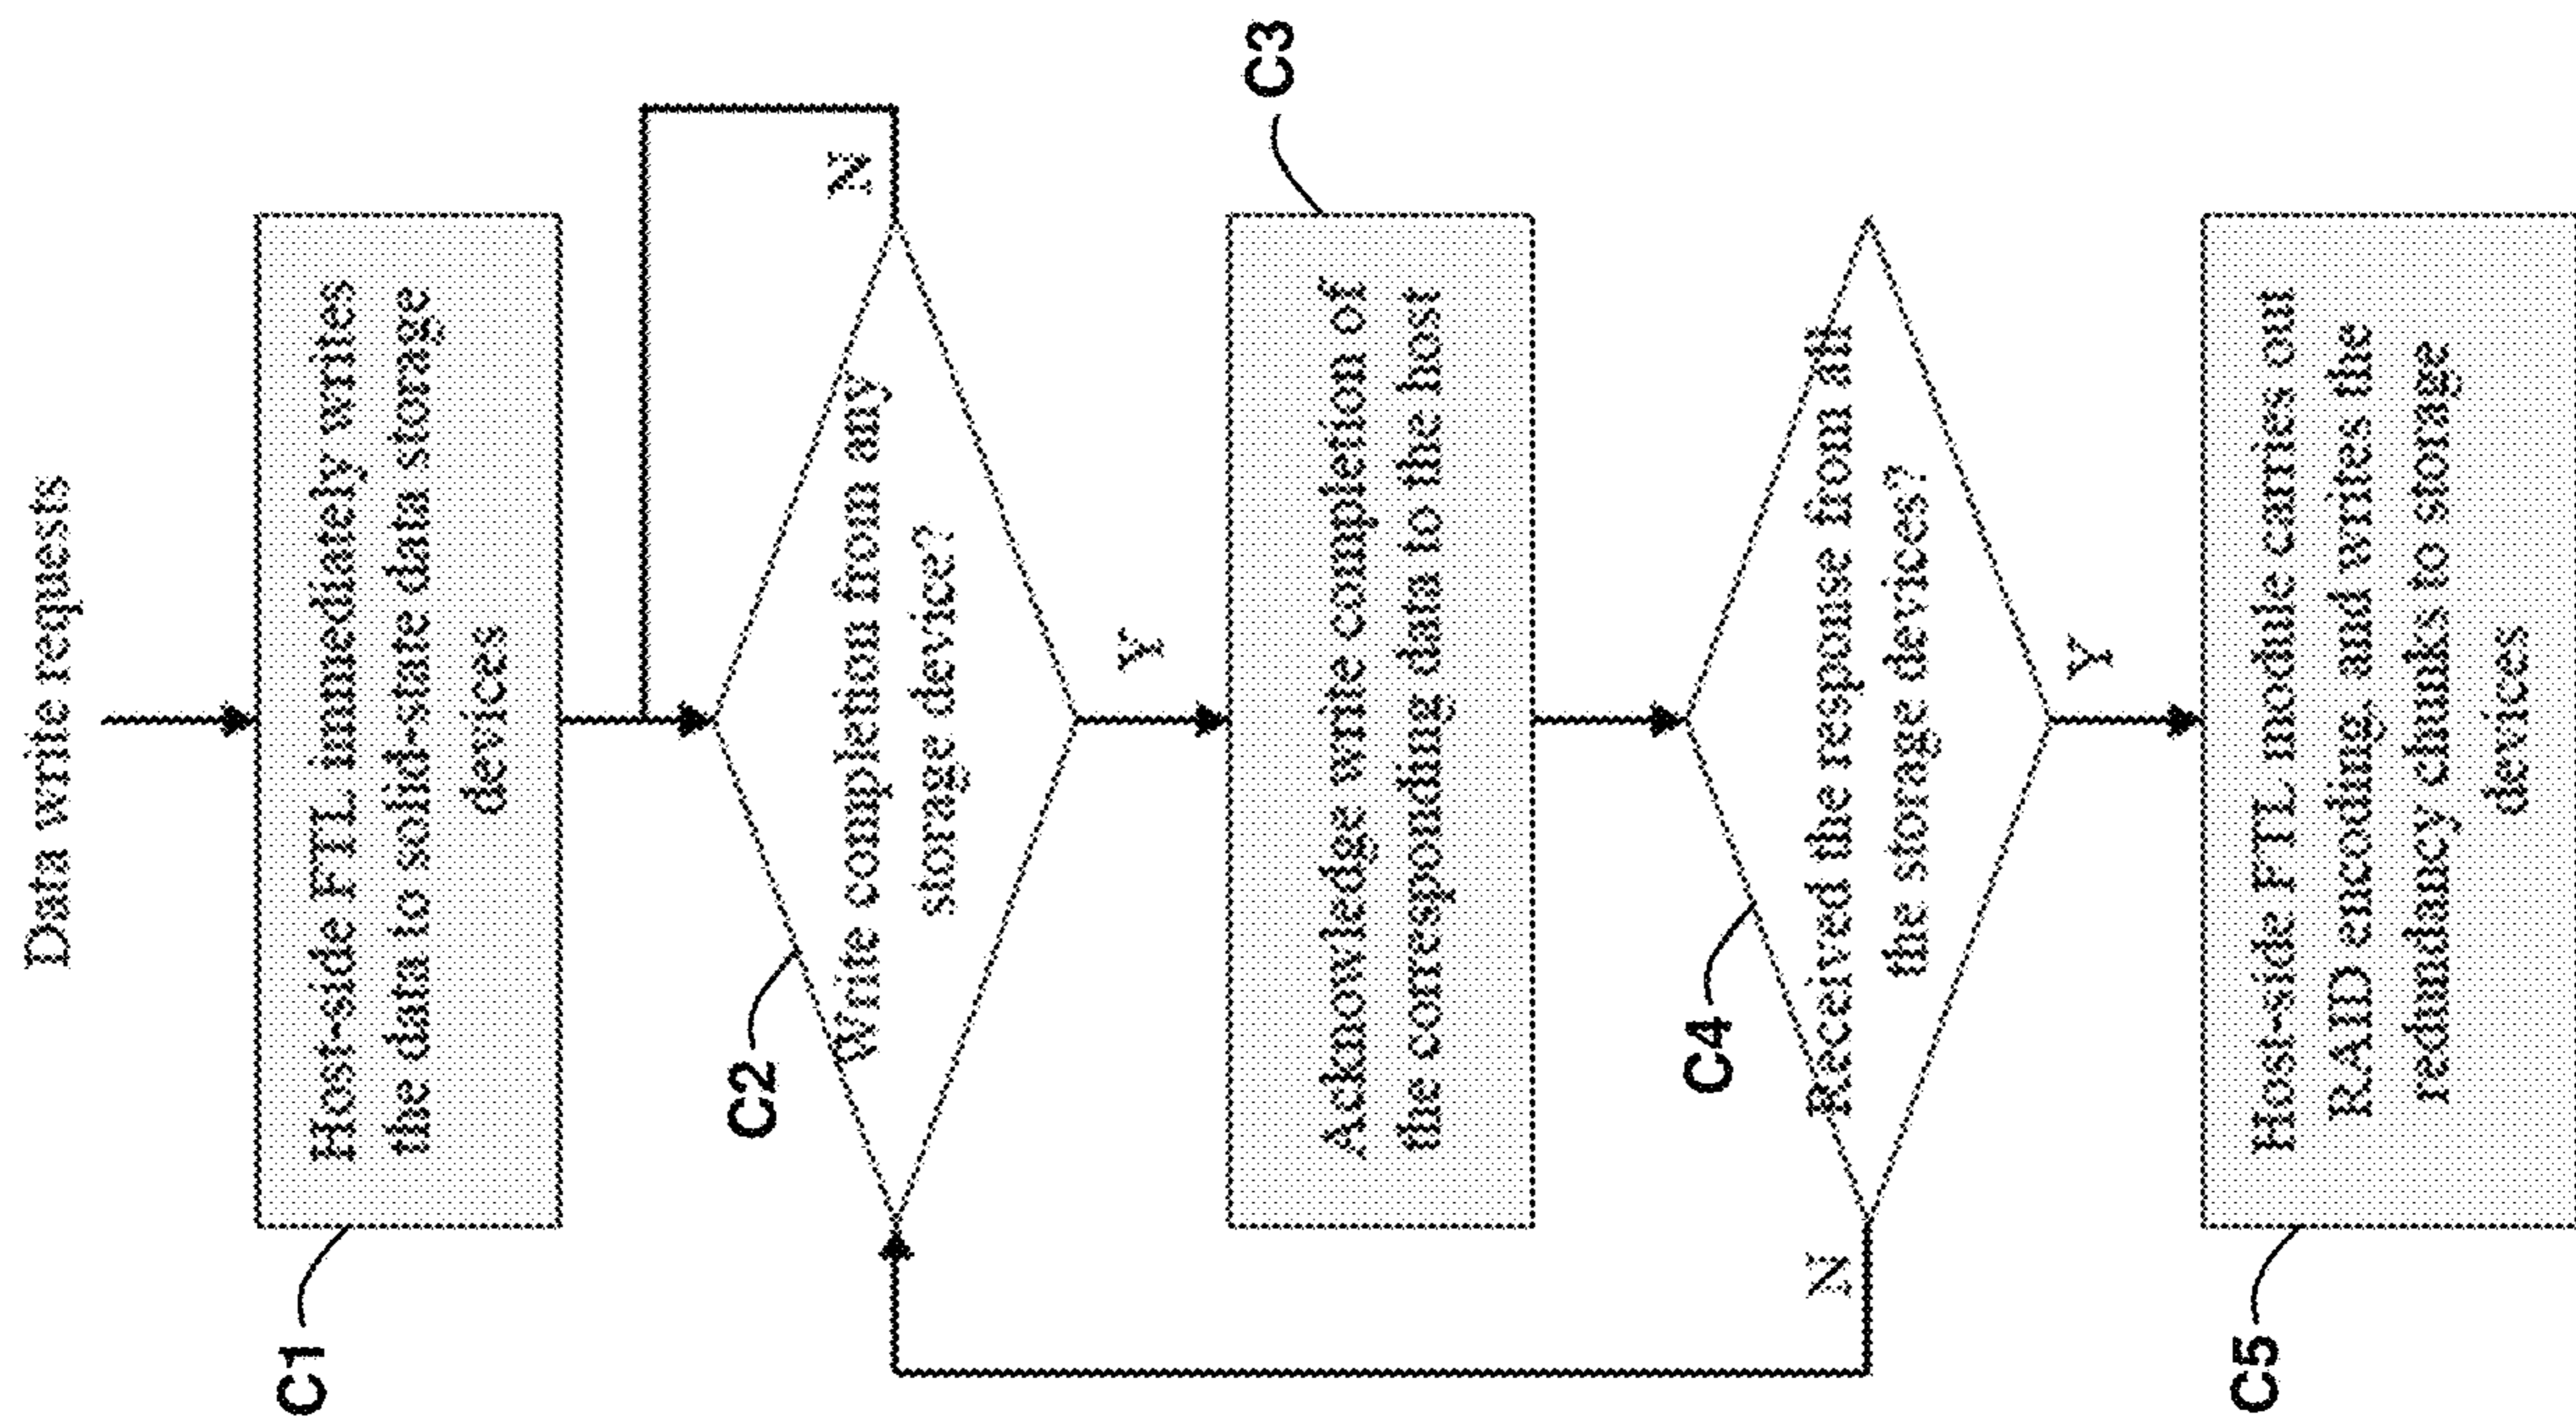 Data write requests
C1
Host-side FTL immediately writes
the data to solid-state data storage
devices
C2
Write completion from any
storage device?
N
Y
C3
Acknowledge write completion of
the corresponding data to the host
C4
Received the response from all
the storage devices?
N
Y
C5
Host-side FTL module carries out
RAID encoding, and writes the
redundancy chunks to storage
devices